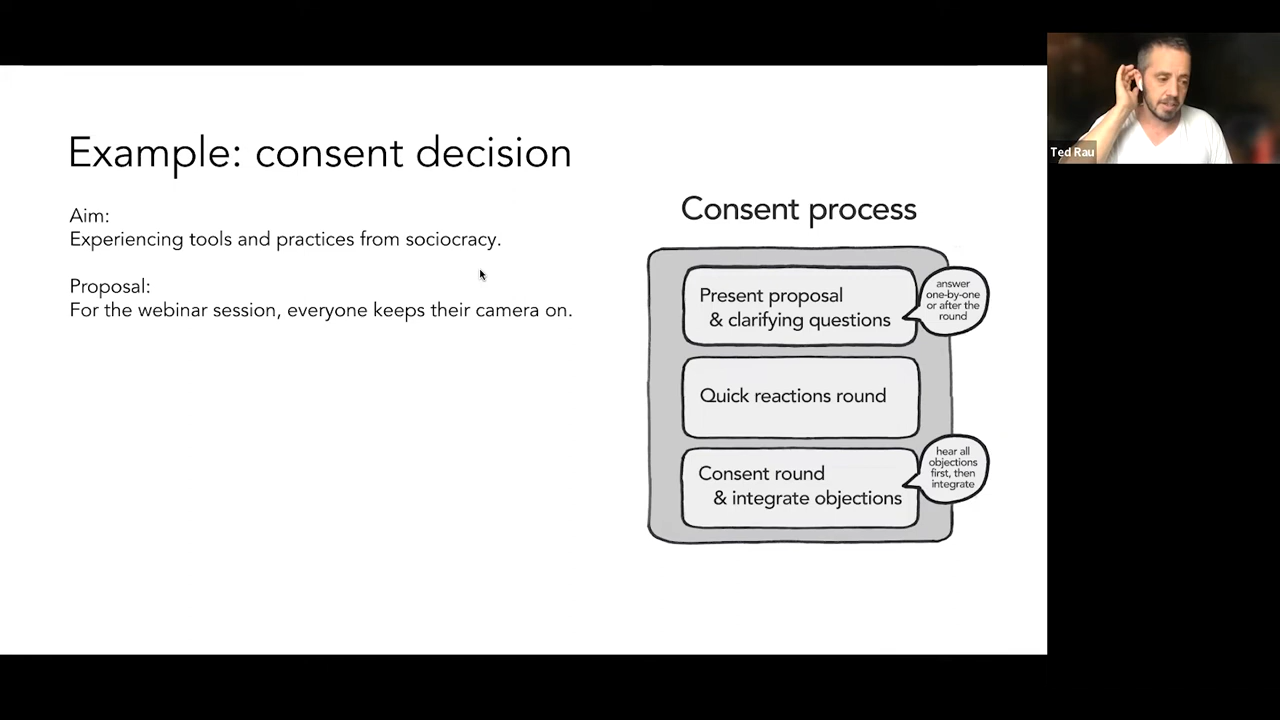 Example: consent decision
Aim:
Experiencing tools and practices from sociocracy.
Proposal:
For the webinar session, everyone keeps their camera on.
Consent process
Present proposal
& clarifying questions
answer
one-by-one
or after the
round
Quick reactions round
Consent round
& integrate objections
hear all
objections
first, then
integrate
Ted Rau